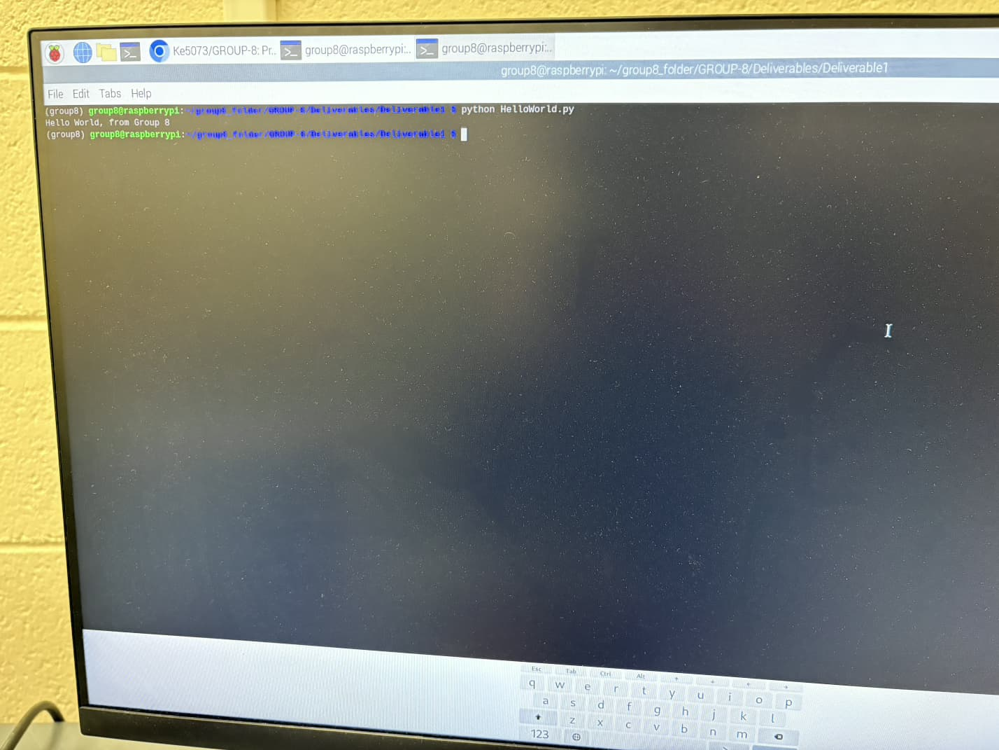 Ke5073/GROUP-8: Pr..
group8@raspberrypi:..
group8@raspberrypi:..
group8@raspberrypi: ~/group8_folder/GROUP-8/Deliverables/Deliverable1
File Edit Tabs Help
(group8) group8@raspberrypi:~/group8_folder/GROUP-8/Deliverables/Deliverable1 $ python HelloWorld.py
Hello World, from Group 8
(group8) group8@raspberrypi:~/group8_folder/GROUP-8/Deliverables/Deliverable1 $
Esc Tab Ctrl Alt
q w e r t y u i o p
a s d f g h j k l
z x c v b n m
123